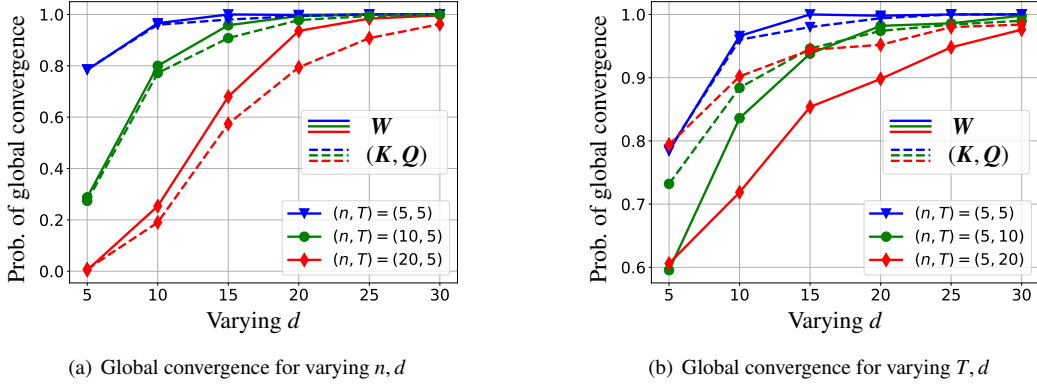 Prob. of global convergence
1.0
0.8
0.6
0.4
0.2
0.0
W
(K, Q)
(n, T) = (5, 5)
(n, T) = (10, 5)
(n, T) = (20, 5)
5 10 15 20 25 30
Varying d
(a) Global convergence for varying n, d
Prob. of global convergence
1.0
0.9
0.8
0.7
0.6
W
(K, Q)
(n, T) = (5, 5)
(n, T) = (5, 10)
(n, T) = (5, 20)
5 10 15 20 25 30
Varying d
(b) Global convergence for varying T, d